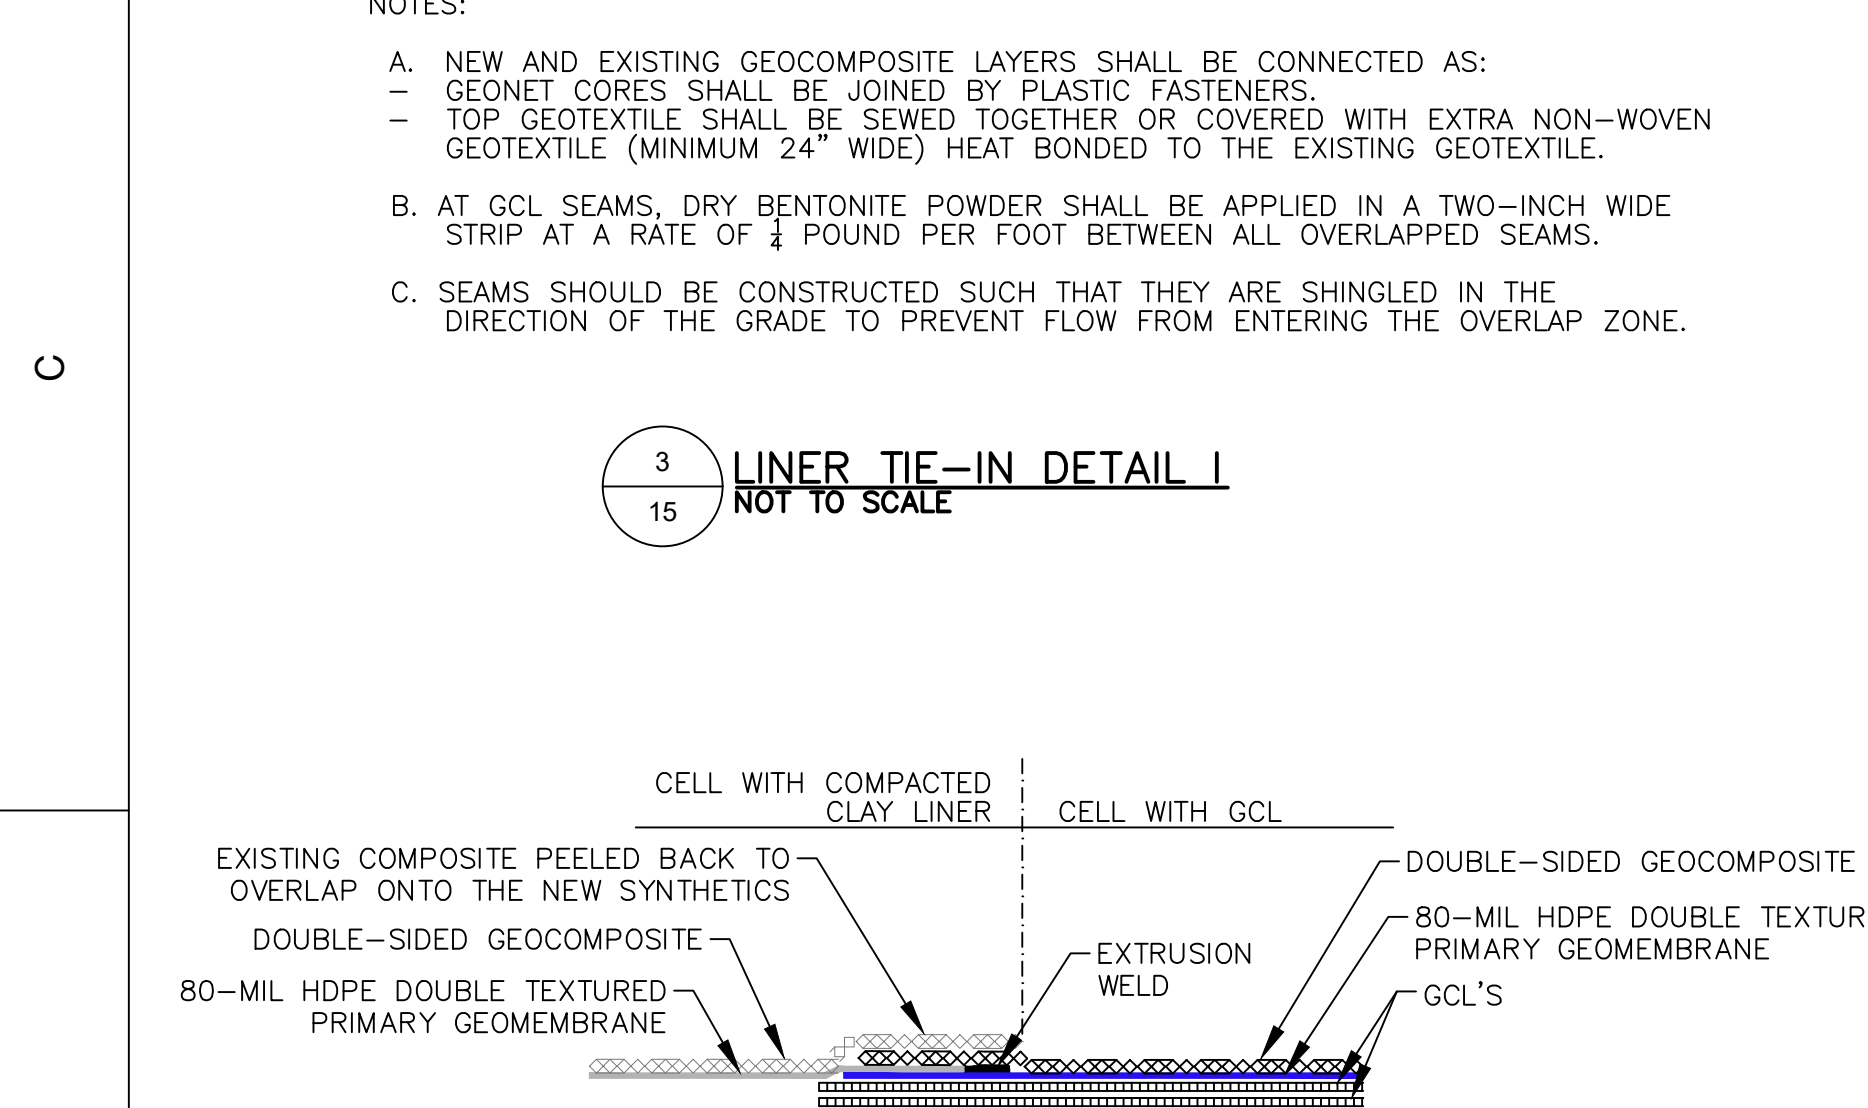 NOTES:
A. NEW AND EXISTING GEOCOMPOSITE LAYERS SHALL BE CONNECTED AS:
– GEONET CORES SHALL BE JOINED BY PLASTIC FASTENERS.
– TOP GEOTEXTILE SHALL BE SEWED TOGETHER OR COVERED WITH EXTRA NON–WOVEN
GEOTEXTILE (MINIMUM 24” WIDE) HEAT BONDED TO THE EXISTING GEOTEXTILE.
B. AT GCL SEAMS, DRY BENTONITE POWDER SHALL BE APPLIED IN A TWO–INCH WIDE
STRIP AT A RATE OF 1/4 POUND PER FOOT BETWEEN ALL OVERLAPPED SEAMS.
C. SEAMS SHOULD BE CONSTRUCTED SUCH THAT THEY ARE SHINGLED IN THE
DIRECTION OF THE GRADE TO PREVENT FLOW FROM ENTERING THE OVERLAP ZONE.
C
3
15
LINER TIE–IN DETAIL I
NOT TO SCALE
CELL WITH COMPACTED
CLAY LINER
CELL WITH GCL
EXISTING COMPOSITE PEELED BACK TO
OVERLAP ONTO THE NEW SYNTHETICS
DOUBLE–SIDED GEOCOMPOSITE
80–MIL HDPE DOUBLE TEXTURED
PRIMARY GEOMEMBRANE
EXTRUSION
WELD
DOUBLE–SIDED GEOCOMPOSITE
80–MIL HDPE DOUBLE TEXTUR
PRIMARY GEOMEMBRANE
GCL'S